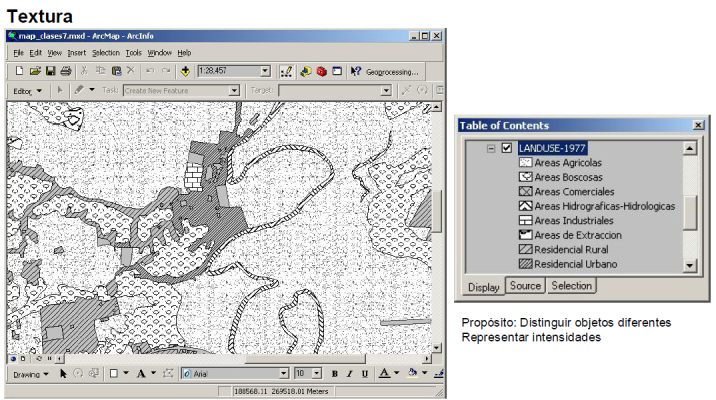 Textura
map_clases7.mxd - ArcMap - ArcInfo
File Edit View Insert Selection Tools Window Help
1:28,457 Geoprocessing...
Editor Task: Create New Feature Target:
Drawing A Arial 10 B I U A
188568.11 269518.01 Meters
Table of Contents
LANDUSE-1977
Areas Agricolas
Areas Boscosas
Areas Comerciales
Areas Hidrograficas-Hidrologicas
Areas Industriales
Areas de Extraccion
Residencial Rural
Residencial Urbano
Display Source Selection
Propósito: Distinguir objetos diferentes
Representar intensidades